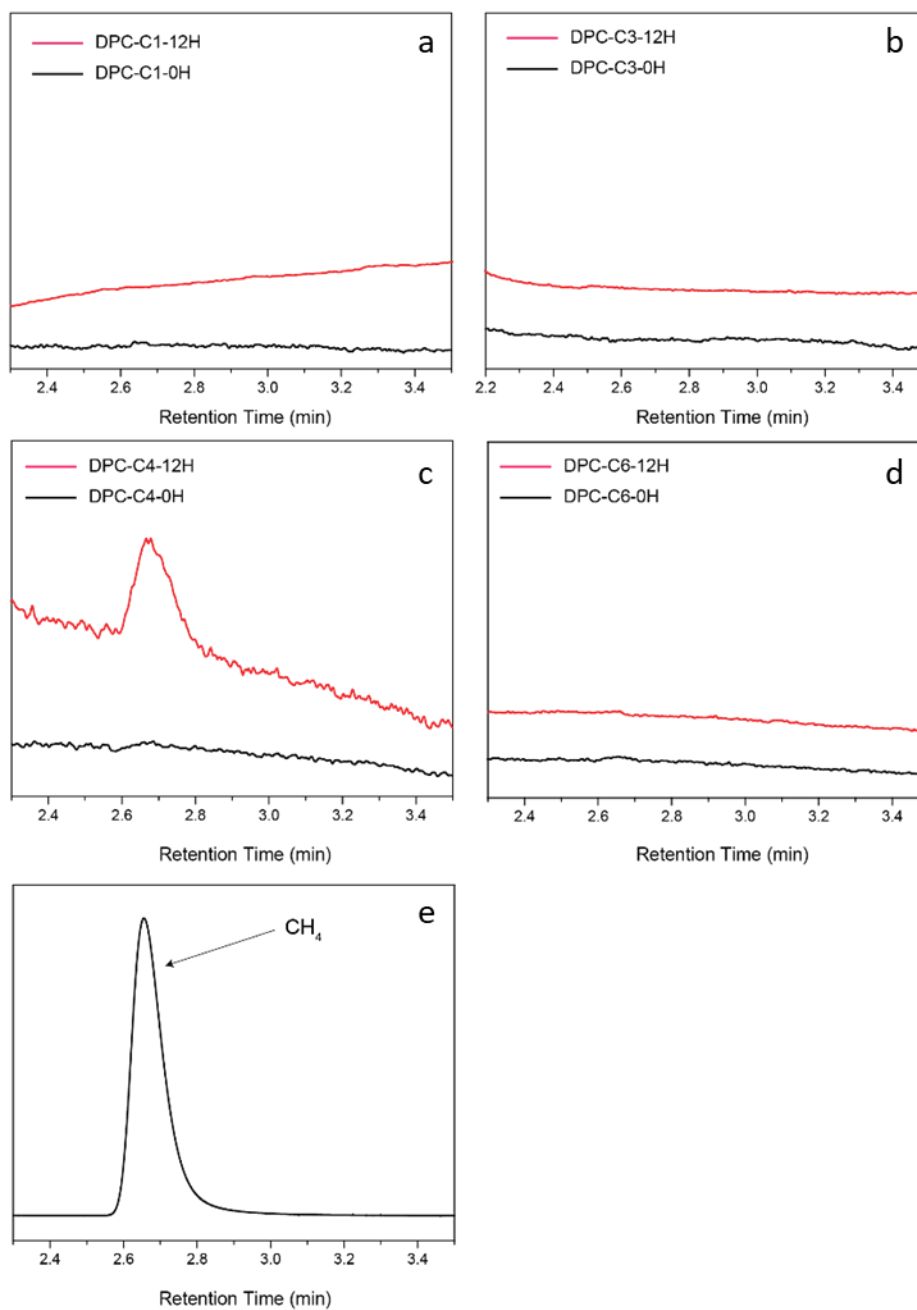 DPC-C1-12H
DPC-C1-0H
a
2.4 2.6 2.8 3.0 3.2 3.4
Retention Time (min)
DPC-C3-12H
DPC-C3-0H
b
2.2 2.4 2.6 2.8 3.0 3.2 3.4
Retention Time (min)
DPC-C4-12H
DPC-C4-0H
c
2.4 2.6 2.8 3.0 3.2 3.4
Retention Time (min)
DPC-C6-12H
DPC-C6-0H
d
2.4 2.6 2.8 3.0 3.2 3.4
Retention Time (min)
e
CH₄
2.4 2.6 2.8 3.0 3.2 3.4
Retention Time (min)